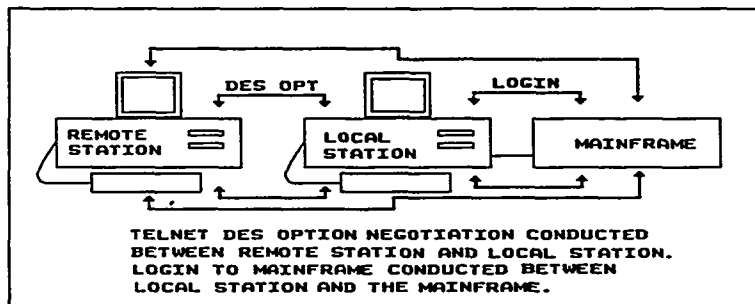 DES OPT
LOGIN
REMOTE
STATION
LOCAL
STATION
MAINFRAME
TELNET DES OPTION NEGOTIATION CONDUCTED
BETWEEN REMOTE STATION AND LOCAL STATION.
LOGIN TO MAINFRAME CONDUCTED BETWEEN
LOCAL STATION AND THE MAINFRAME.